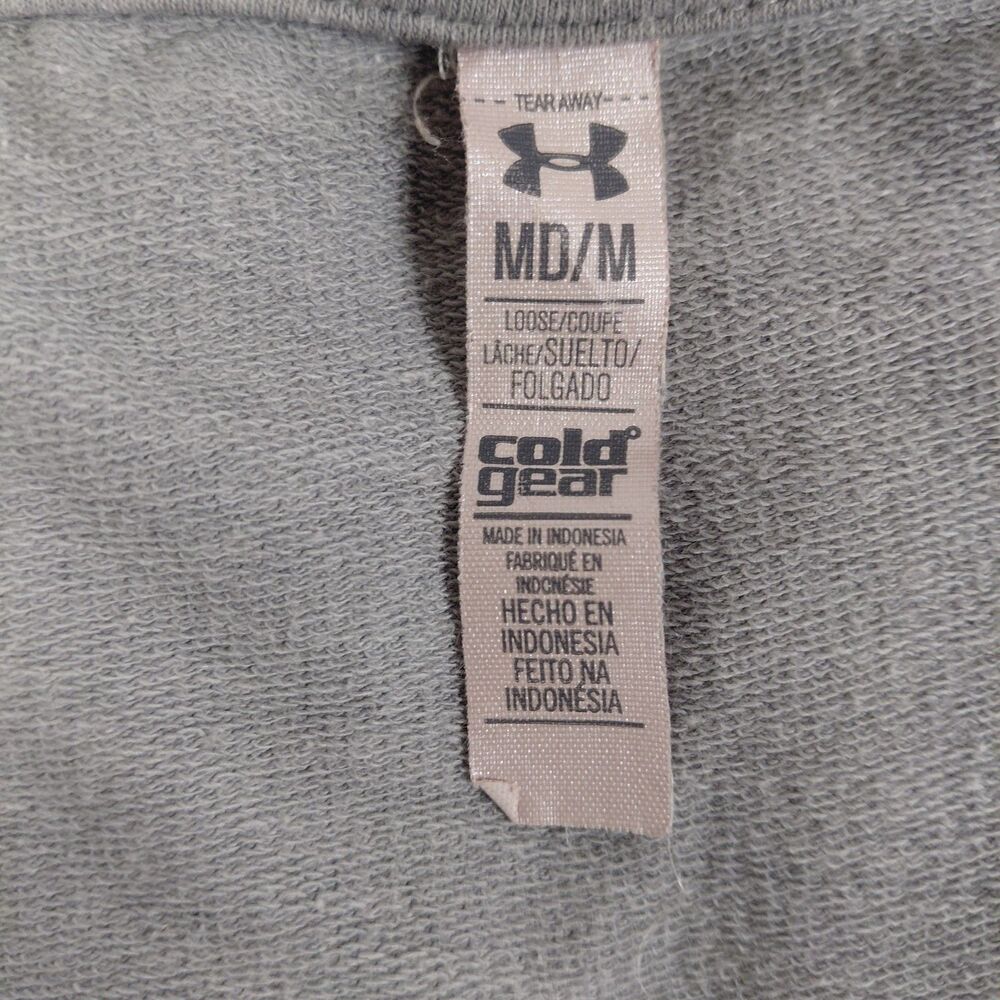 TEAR AWAY
MD/M
LOOSE/COUPE
LÂCHE/SUELTO/
FOLGADO
cold
gear
MADE IN INDONESIA
FABRIQUÉ EN
INDONÉSIE
HECHO EN
INDONESIA
FEITO NA
INDONÉSIA